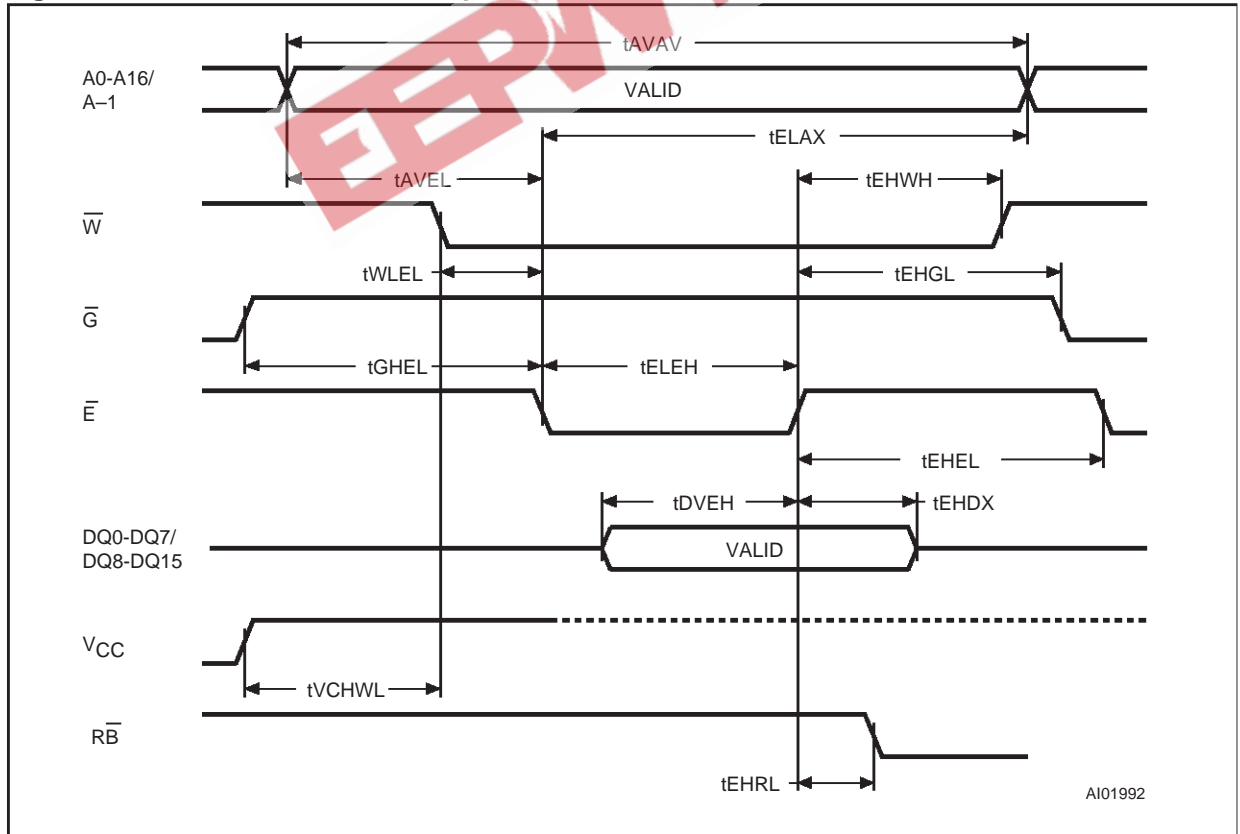 tAVAV
A0-A16/
A–1
VALID
tELAX
tAVEL
tEHWH
W̅
tWLEL
tEHGL
G̅
tGHEL
tELEH
E̅
tEHEL
tDVEH
tEHDX
DQ0-DQ7/
DQ8-DQ15
VALID
VCC
tVCHWL
RB̅
tEHRL
AI01992